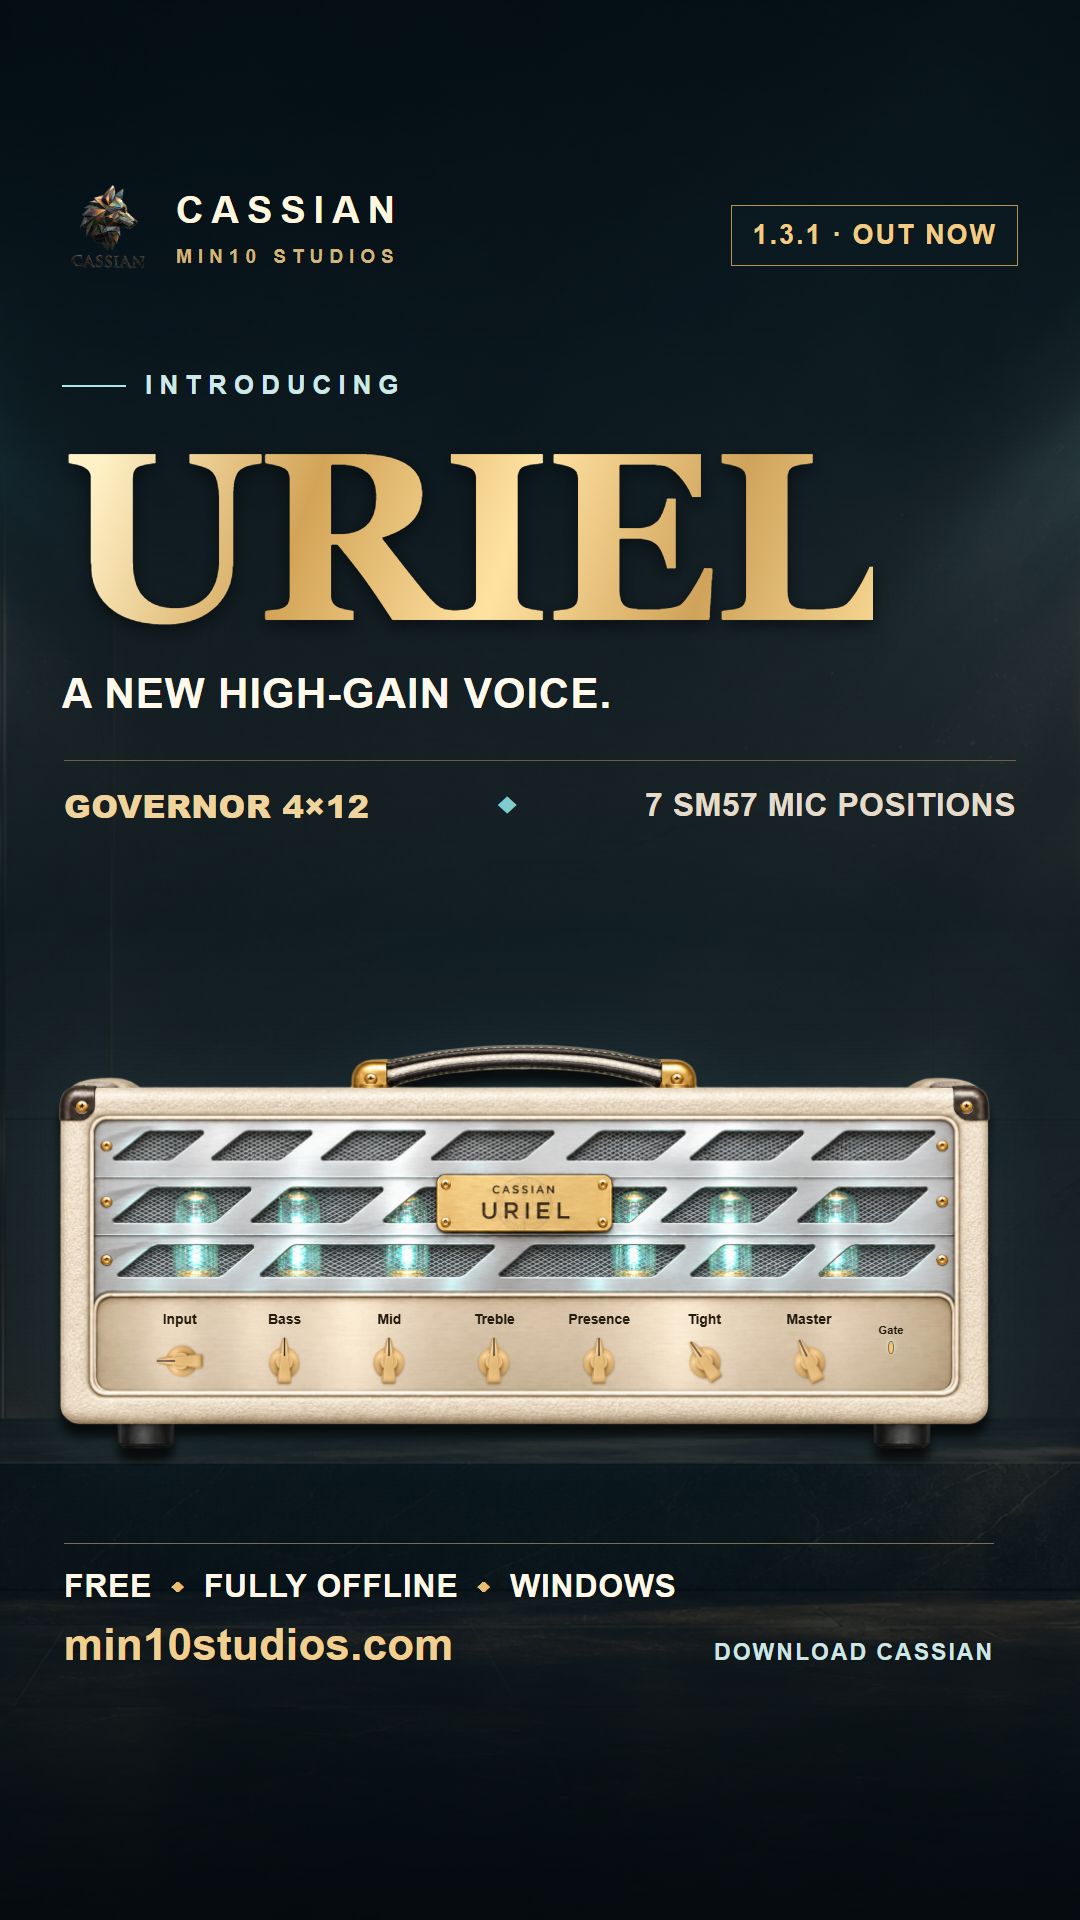 CASSIAN
CASSIAN
MIN10 STUDIOS
1.3.1 · OUT NOW
INTRODUCING
URIEL
A NEW HIGH-GAIN VOICE.
GOVERNOR 4×12 ◆ 7 SM57 MIC POSITIONS
CASSIAN
URIEL
Input Bass Mid Treble Presence Tight Master Gate
FREE ◆ FULLY OFFLINE ◆ WINDOWS
min10studios.com
DOWNLOAD CASSIAN